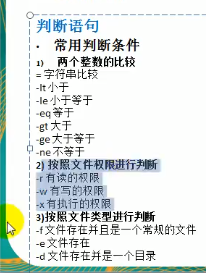 判断语句
• 常用判断条件
1) 两个整数的比较
= 字符串比较
-lt 小于
-le 小于等于
-eq 等于
-gt 大于
-ge 大于等于
-ne 不等于
2) 按照文件权限进行判断
-r 有读的权限
-w 有写的权限
-x 有执行的权限
3)按照文件类型进行判断
-f 文件存在并且是一个常规的文件
-e 文件存在
-d 文件存在并是一个目录